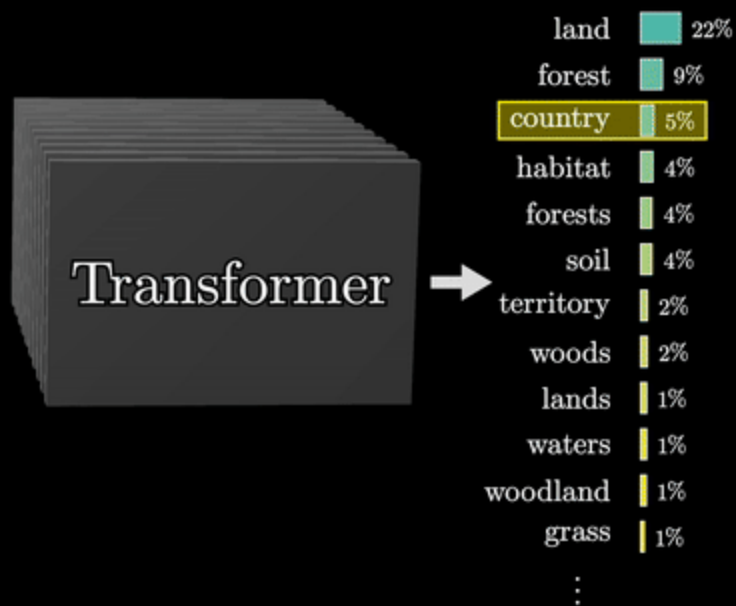 Transformer
land 22%
forest 9%
country 5%
habitat 4%
forests 4%
soil 4%
territory 2%
woods 2%
lands 1%
waters 1%
woodland 1%
grass 1%
⋮